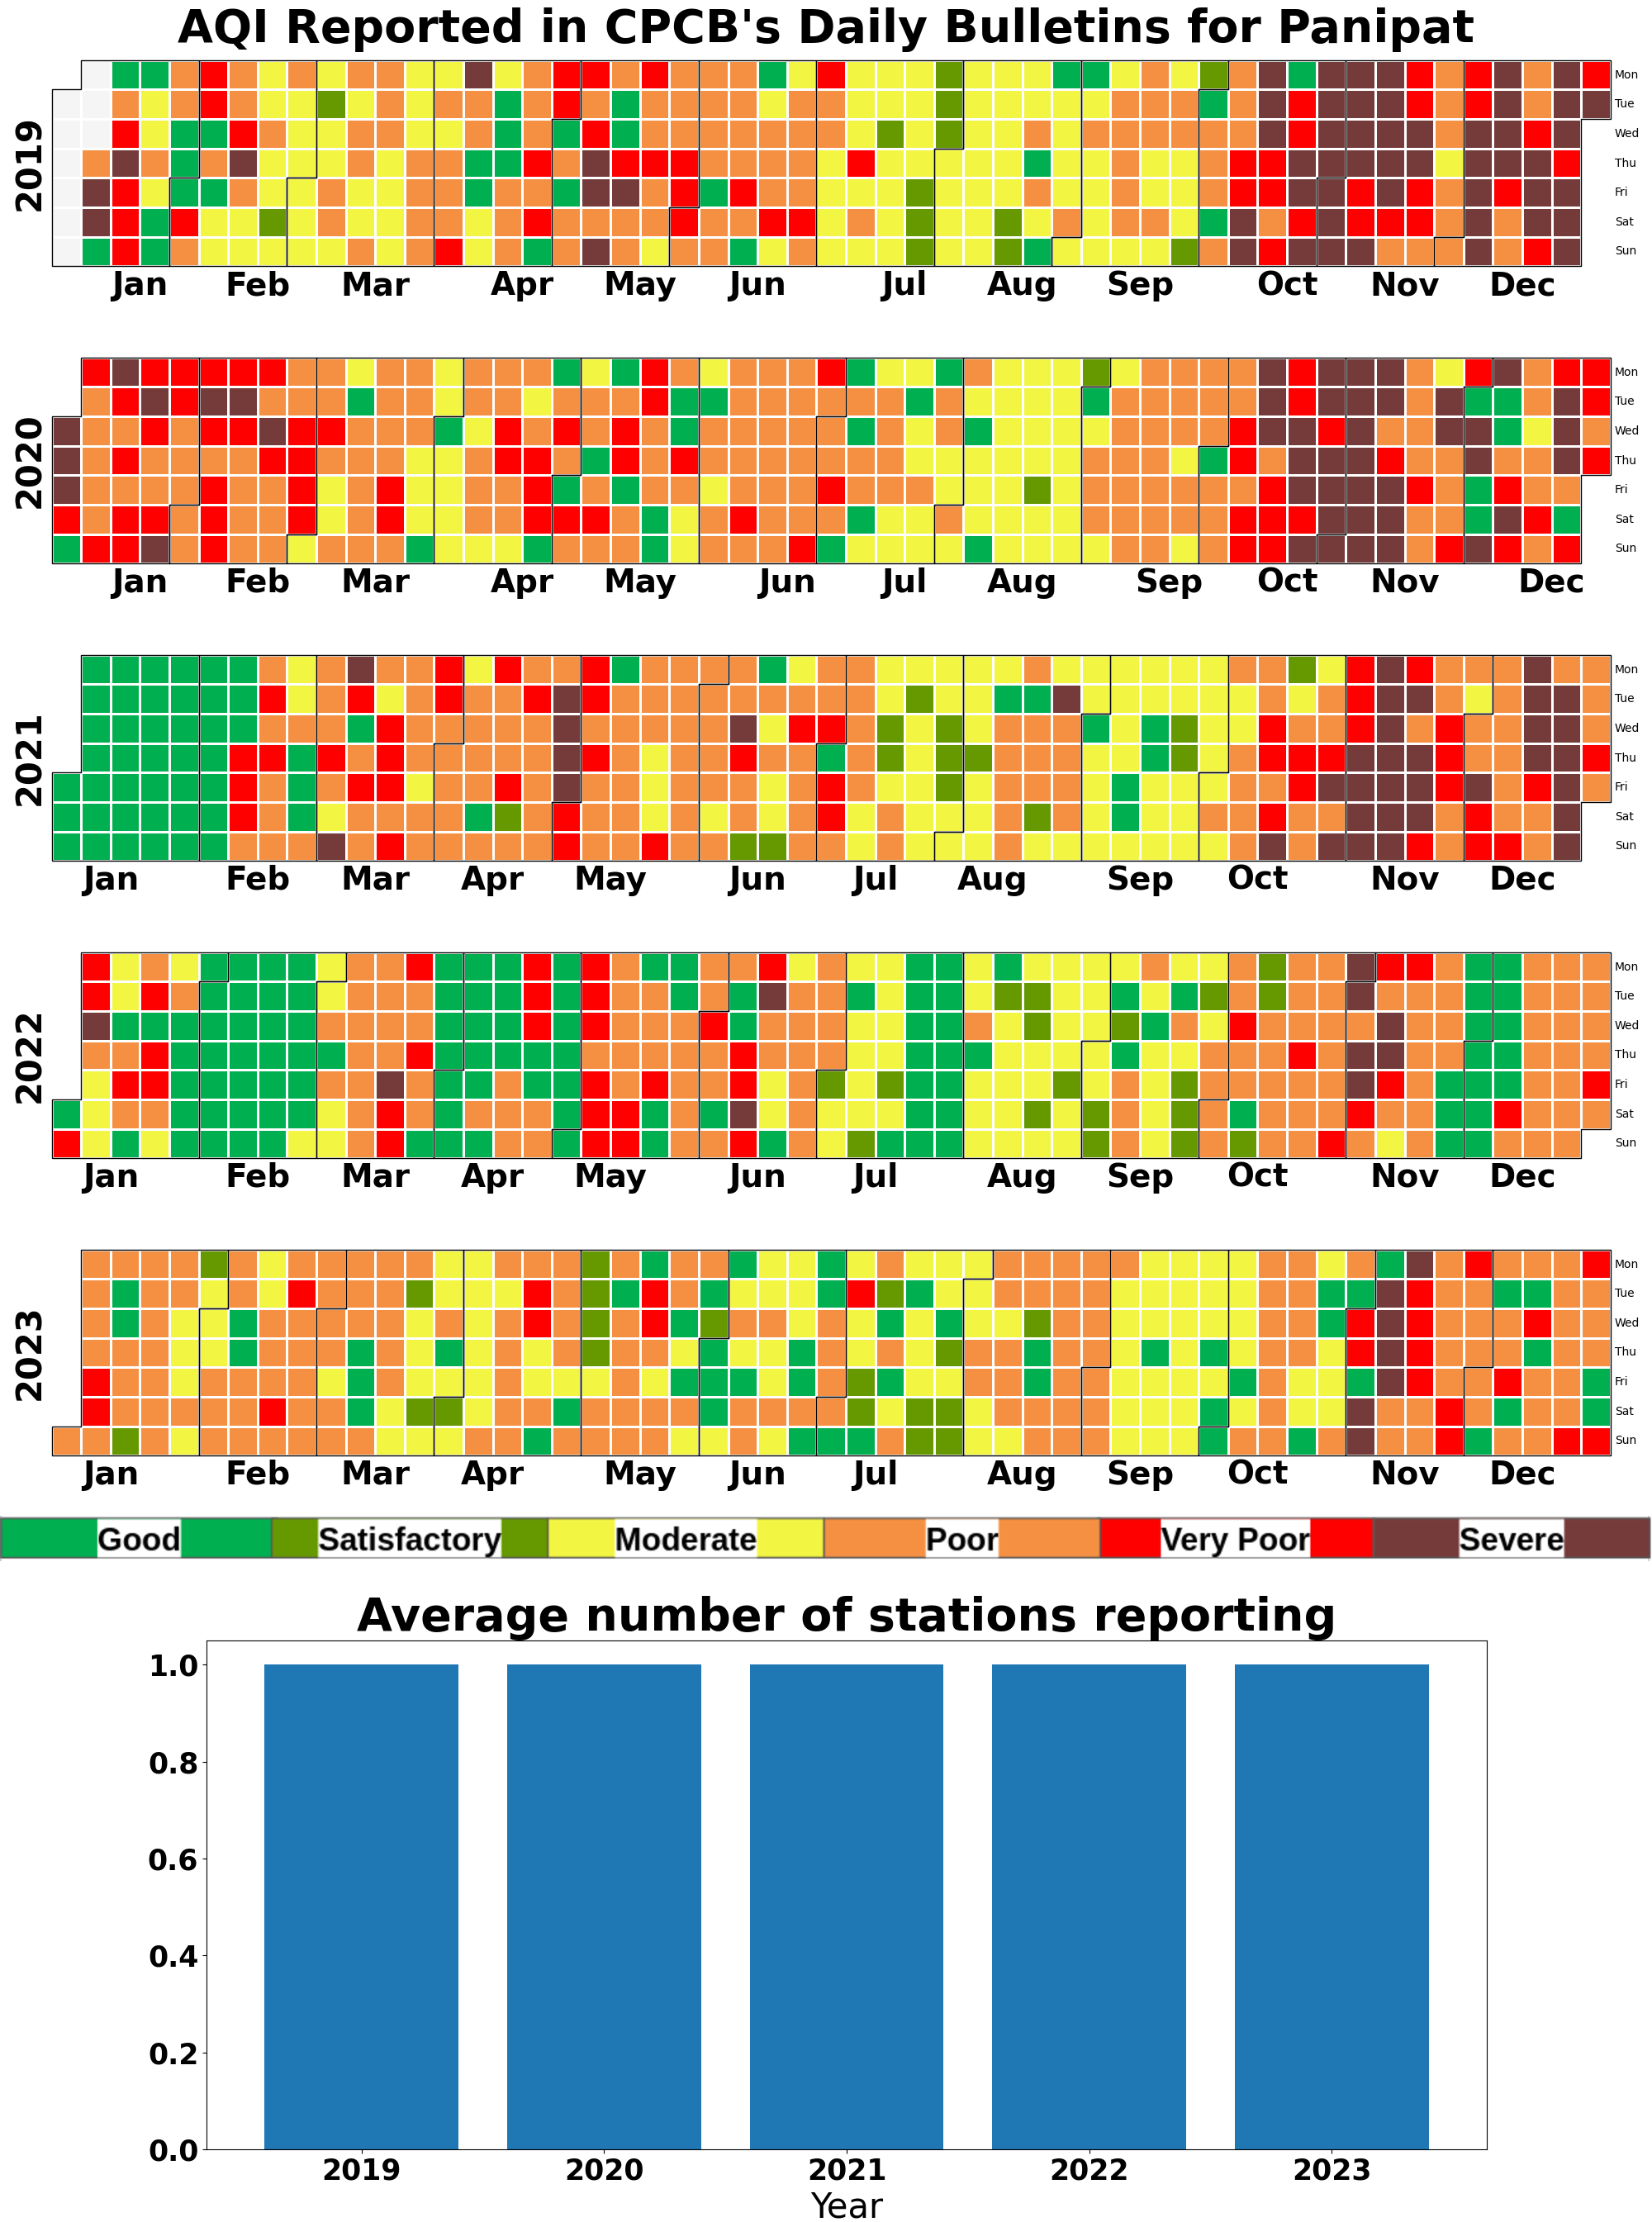 AQI Reported in CPCB's Daily Bulletins for Panipat
2019
Mon
Tue
Wed
Thu
Fri
Sat
Sun
Jan Feb Mar Apr May Jun Jul Aug Sep Oct Nov Dec
2020
Mon
Tue
Wed
Thu
Fri
Sat
Sun
Jan Feb Mar Apr May Jun Jul Aug Sep Oct Nov Dec
2021
Mon
Tue
Wed
Thu
Fri
Sat
Sun
Jan Feb Mar Apr May Jun Jul Aug Sep Oct Nov Dec
2022
Mon
Tue
Wed
Thu
Fri
Sat
Sun
Jan Feb Mar Apr May Jun Jul Aug Sep Oct Nov Dec
2023
Mon
Tue
Wed
Thu
Fri
Sat
Sun
Jan Feb Mar Apr May Jun Jul Aug Sep Oct Nov Dec
Good Satisfactory Moderate Poor Very Poor Severe
Average number of stations reporting
1.0
0.8
0.6
0.4
0.2
0.0
2019 2020 2021 2022 2023
Year